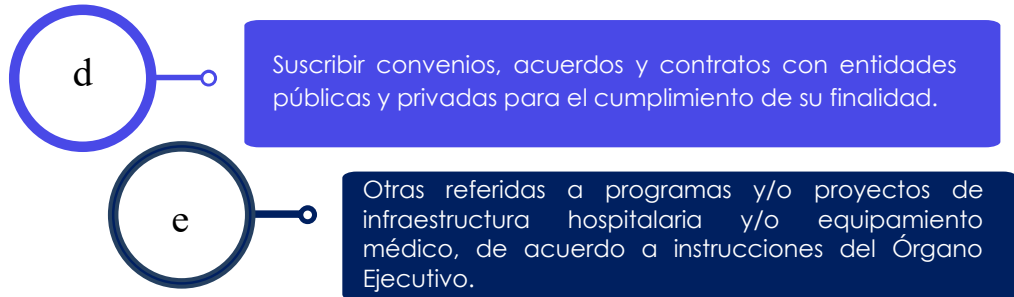 d
Suscribir convenios, acuerdos y contratos con entidades
públicas y privadas para el cumplimiento de su finalidad.
e
Otras referidas a programas y/o proyectos de
infraestructura hospitalaria y/o equipamiento
médico, de acuerdo a instrucciones del Órgano
Ejecutivo.